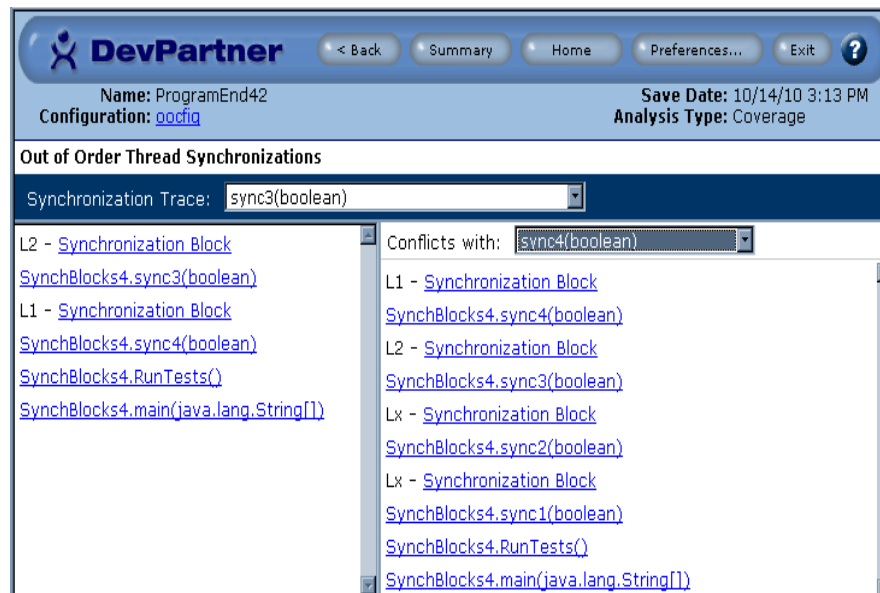 DevPartner
< Back
Summary
Home
Preferences...
Exit
?
Name: ProgramEnd42
Save Date: 10/14/10 3:13 PM
Configuration: oocfig
Analysis Type: Coverage
Out of Order Thread Synchronizations
Synchronization Trace: sync3(boolean)
L2 - Synchronization Block
SynchBlocks4.sync3(boolean)
L1 - Synchronization Block
SynchBlocks4.sync4(boolean)
SynchBlocks4.RunTests()
SynchBlocks4.main(java.lang.String[])
Conflicts with: sync4(boolean)
L1 - Synchronization Block
SynchBlocks4.sync4(boolean)
L2 - Synchronization Block
SynchBlocks4.sync3(boolean)
Lx - Synchronization Block
SynchBlocks4.sync2(boolean)
Lx - Synchronization Block
SynchBlocks4.sync1(boolean)
SynchBlocks4.RunTests()
SynchBlocks4.main(java.lang.String[])